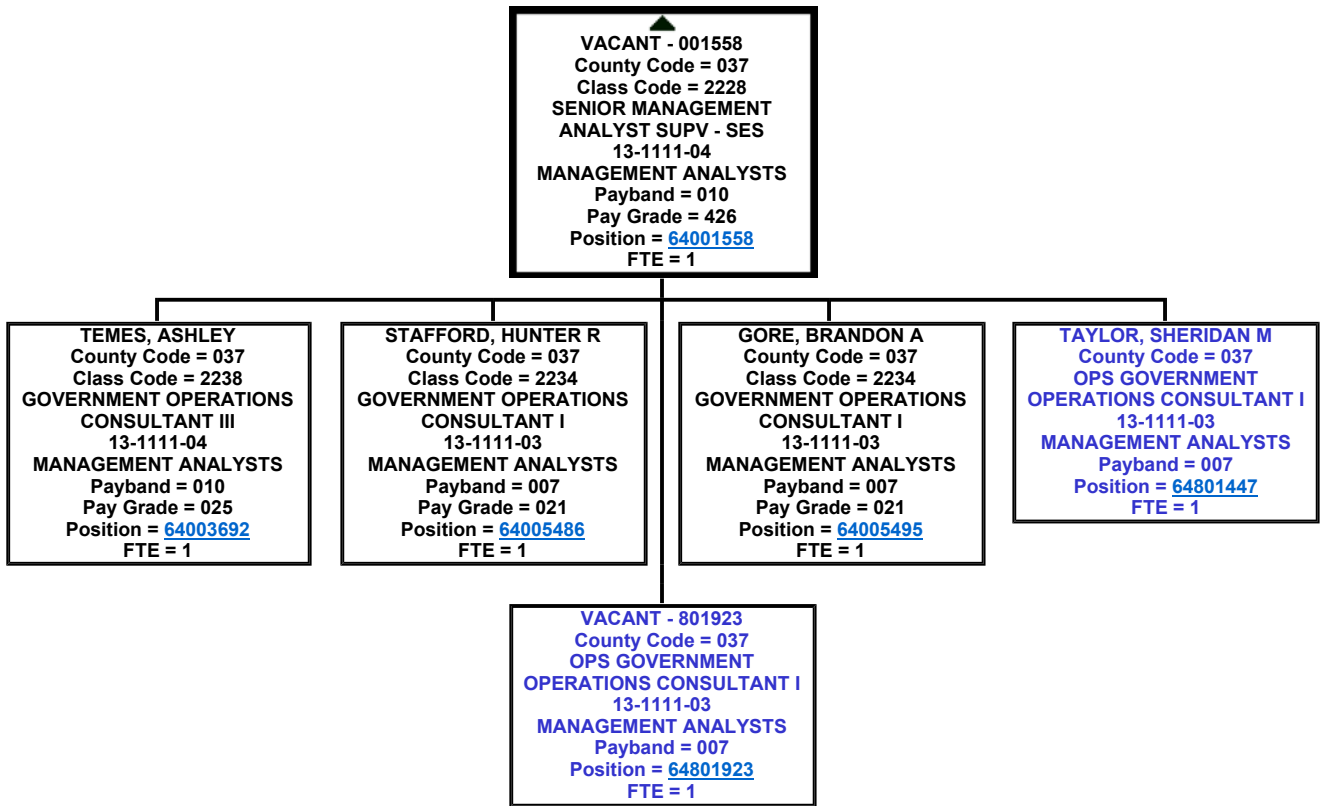 VACANT - 001558
County Code = 037
Class Code = 2228
SENIOR MANAGEMENT
ANALYST SUPV - SES
13-1111-04
MANAGEMENT ANALYSTS
Payband = 010
Pay Grade = 426
Position = 64001558
FTE = 1
TEMES, ASHLEY
County Code = 037
Class Code = 2238
GOVERNMENT OPERATIONS
CONSULTANT III
13-1111-04
MANAGEMENT ANALYSTS
Payband = 010
Pay Grade = 025
Position = 64003692
FTE = 1
STAFFORD, HUNTER R
County Code = 037
Class Code = 2234
GOVERNMENT OPERATIONS
CONSULTANT I
13-1111-03
MANAGEMENT ANALYSTS
Payband = 007
Pay Grade = 021
Position = 64005486
FTE = 1
GORE, BRANDON A
County Code = 037
Class Code = 2234
GOVERNMENT OPERATIONS
CONSULTANT I
13-1111-03
MANAGEMENT ANALYSTS
Payband = 007
Pay Grade = 021
Position = 64005495
FTE = 1
TAYLOR, SHERIDAN M
County Code = 037
OPS GOVERNMENT
OPERATIONS CONSULTANT I
13-1111-03
MANAGEMENT ANALYSTS
Payband = 007
Position = 64801447
FTE = 1
VACANT - 801923
County Code = 037
OPS GOVERNMENT
OPERATIONS CONSULTANT I
13-1111-03
MANAGEMENT ANALYSTS
Payband = 007
Position = 64801923
FTE = 1